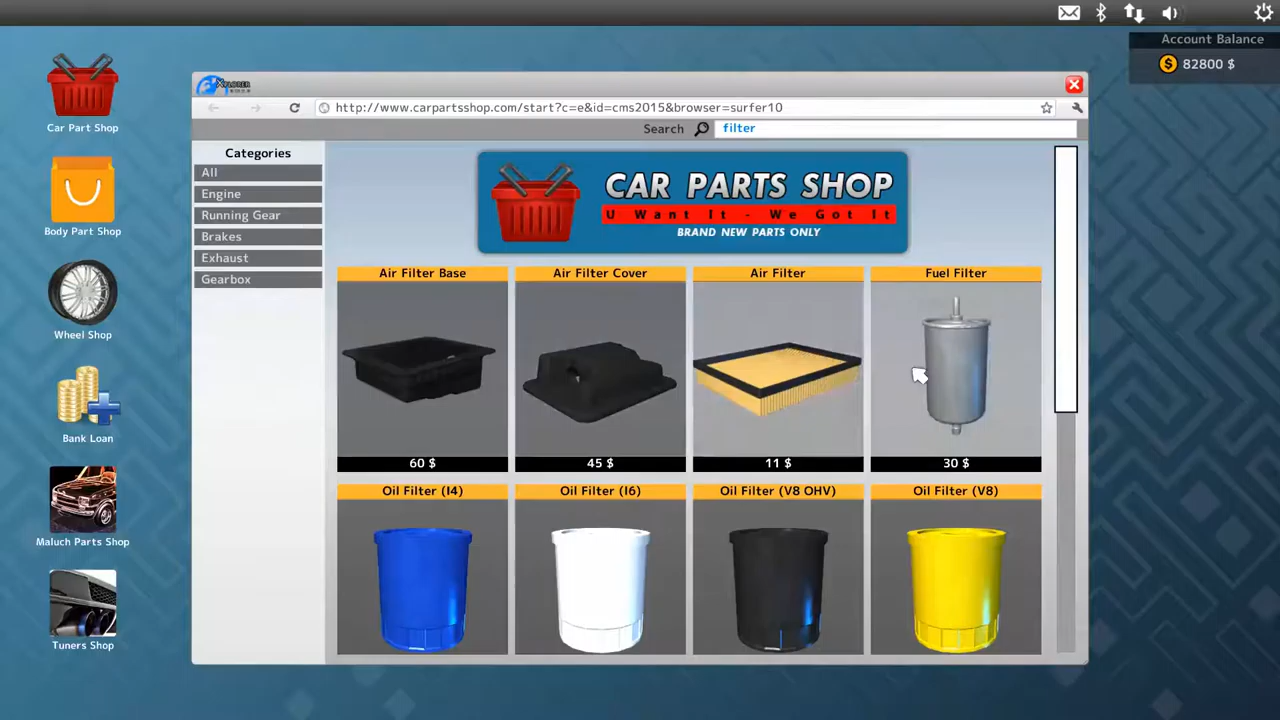 Account Balance
82800 $
Car Part Shop
Body Part Shop
Wheel Shop
Bank Loan
Maluch Parts Shop
Tuners Shop
XPLORER
http://www.carpartsshop.com/start?c=e&id=cms2015&browser=surfer10
Search filter
Categories
All
Engine
Running Gear
Brakes
Exhaust
Gearbox
CAR PARTS SHOP
U Want It - We Got It
BRAND NEW PARTS ONLY
Air Filter Base
Air Filter Cover
Air Filter
Fuel Filter
60 $
45 $
11 $
30 $
Oil Filter (I4)
Oil Filter (I6)
Oil Filter (V8 OHV)
Oil Filter (V8)